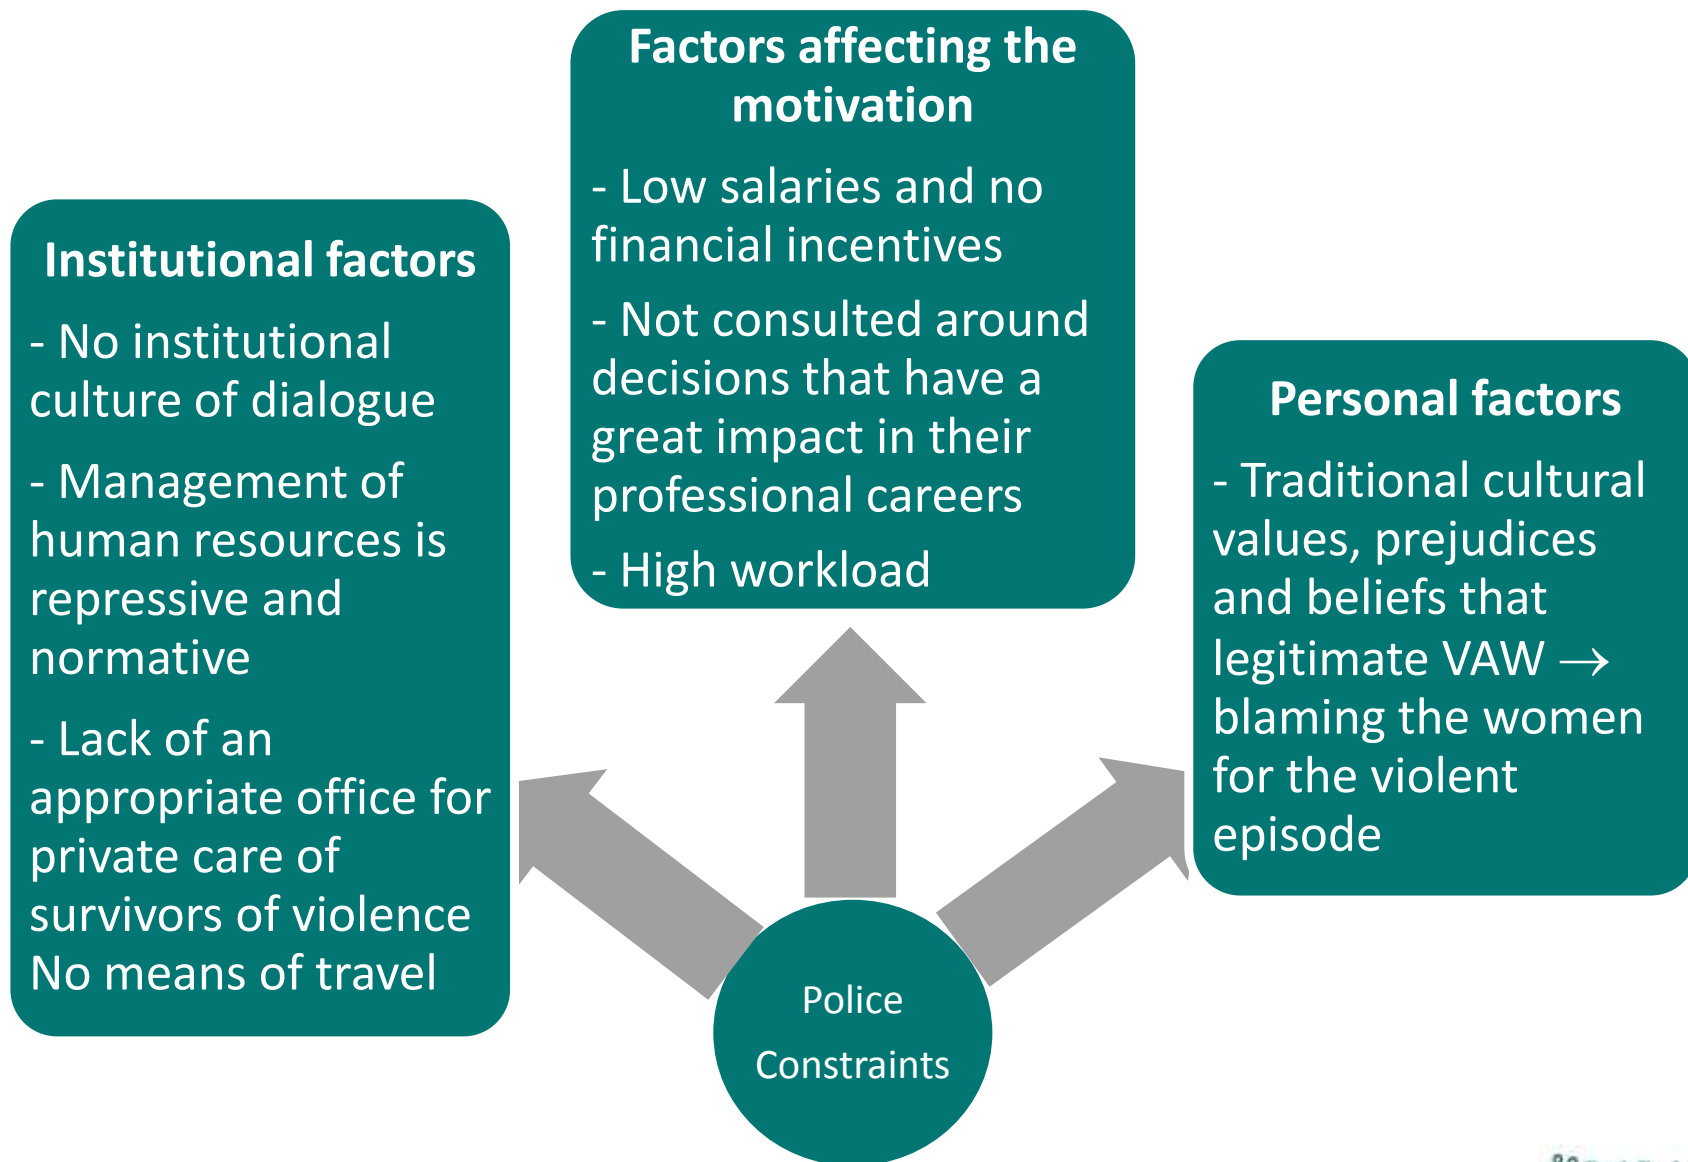 Factors affecting the
motivation
- Low salaries and no
financial incentives
- Not consulted around
decisions that have a
great impact in their
professional careers
- High workload
Institutional factors
- No institutional
culture of dialogue
- Management of
human resources is
repressive and
normative
- Lack of an
appropriate office for
private care of
survivors of violence
No means of travel
Personal factors
- Traditional cultural
values, prejudices
and beliefs that
legitimate VAW →
blaming the women
for the violent
episode
Police
Constraints